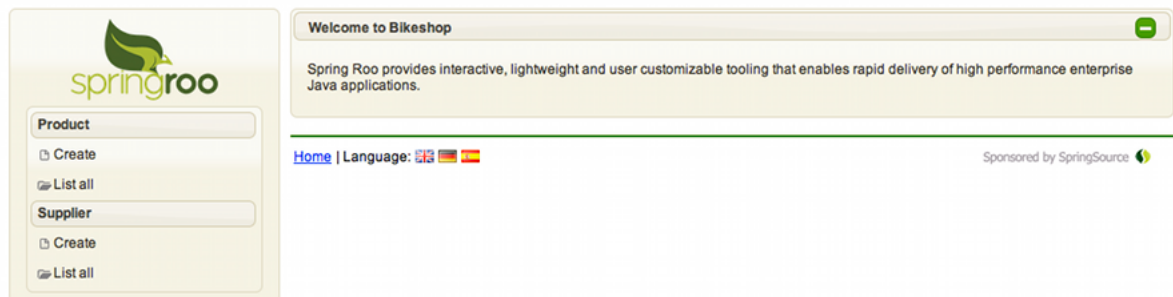 springroo
Product
Create
List all
Supplier
Create
List all
Welcome to Bikeshop
Spring Roo provides interactive, lightweight and user customizable tooling that enables rapid delivery of high performance enterprise
Java applications.
Home | Language:
Sponsored by SpringSource